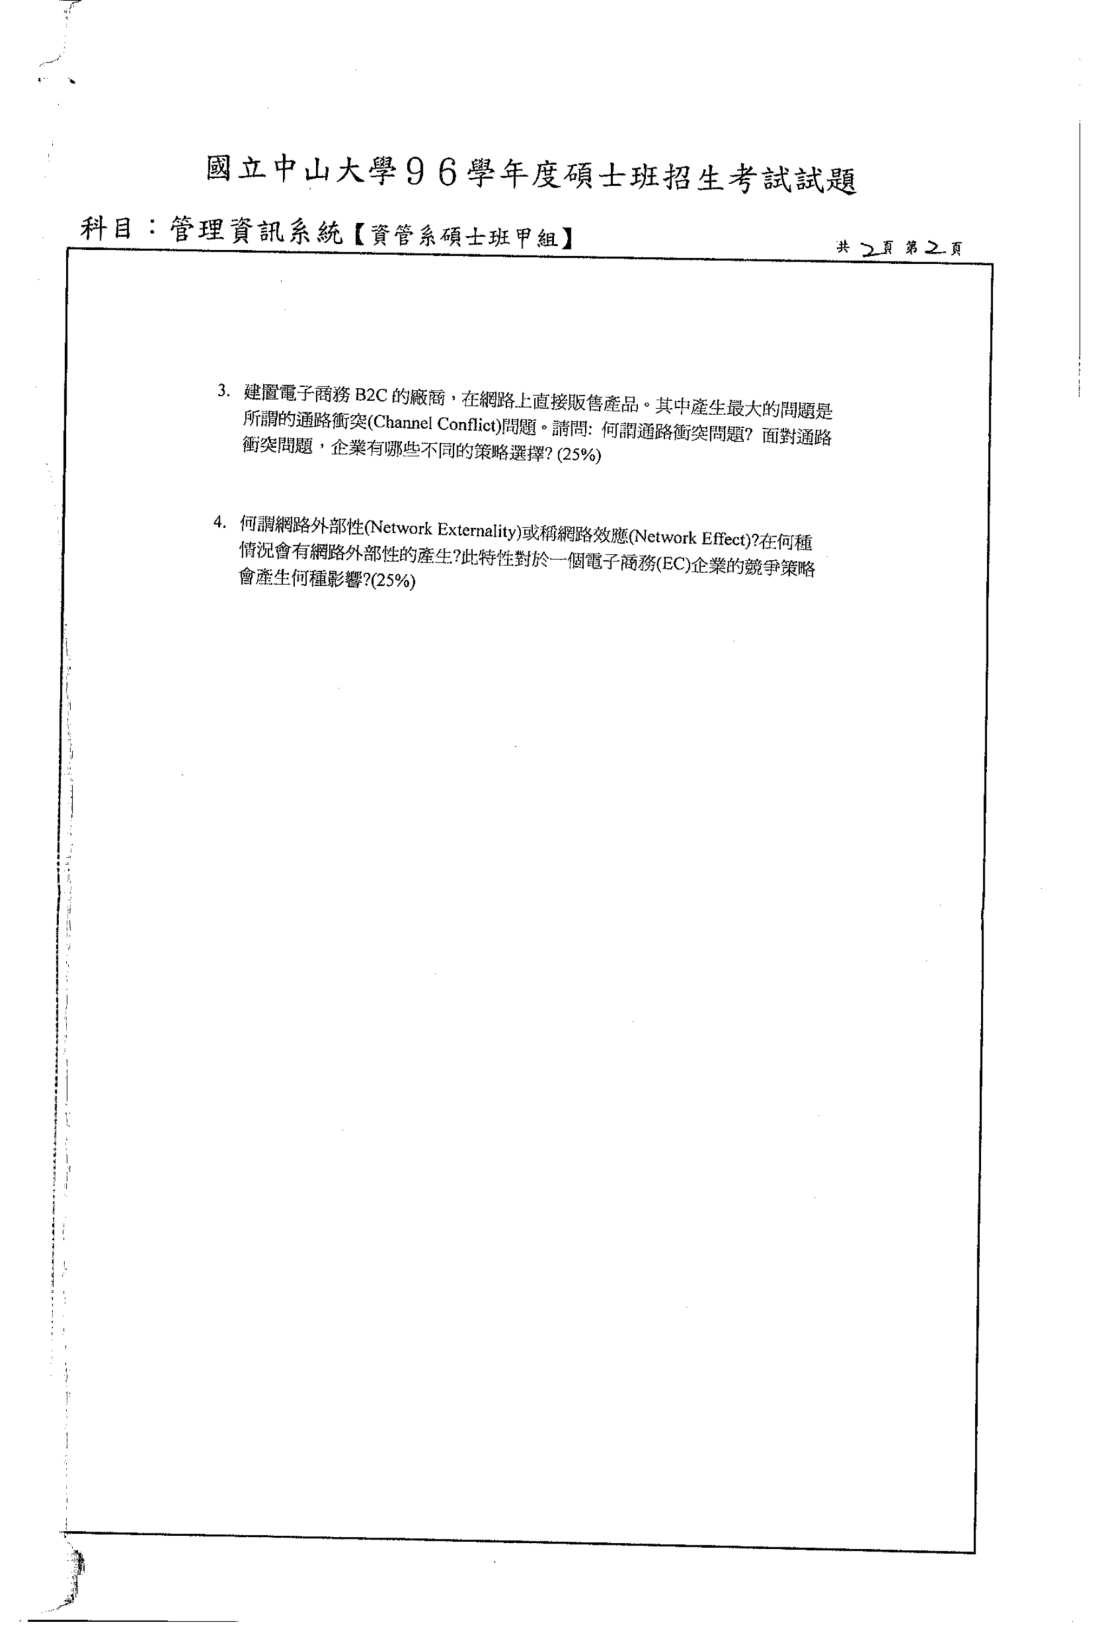 國立中山大學96學年度碩士班招生考試試題
科目：管理資訊系統【資管系碩士班甲組】
共2頁 第2頁
3. 建置電子商務 B2C 的廠商，在網路上直接販售產品。其中產生最大的問題是
所謂的通路衝突(Channel Conflict)問題。請問: 何謂通路衝突問題? 面對通路
衝突問題，企業有哪些不同的策略選擇? (25%)
4. 何謂網路外部性(Network Externality)或稱網路效應(Network Effect)?在何種
情況會有網路外部性的產生?此特性對於一個電子商務(EC)企業的競爭策略
會產生何種影響?(25%)